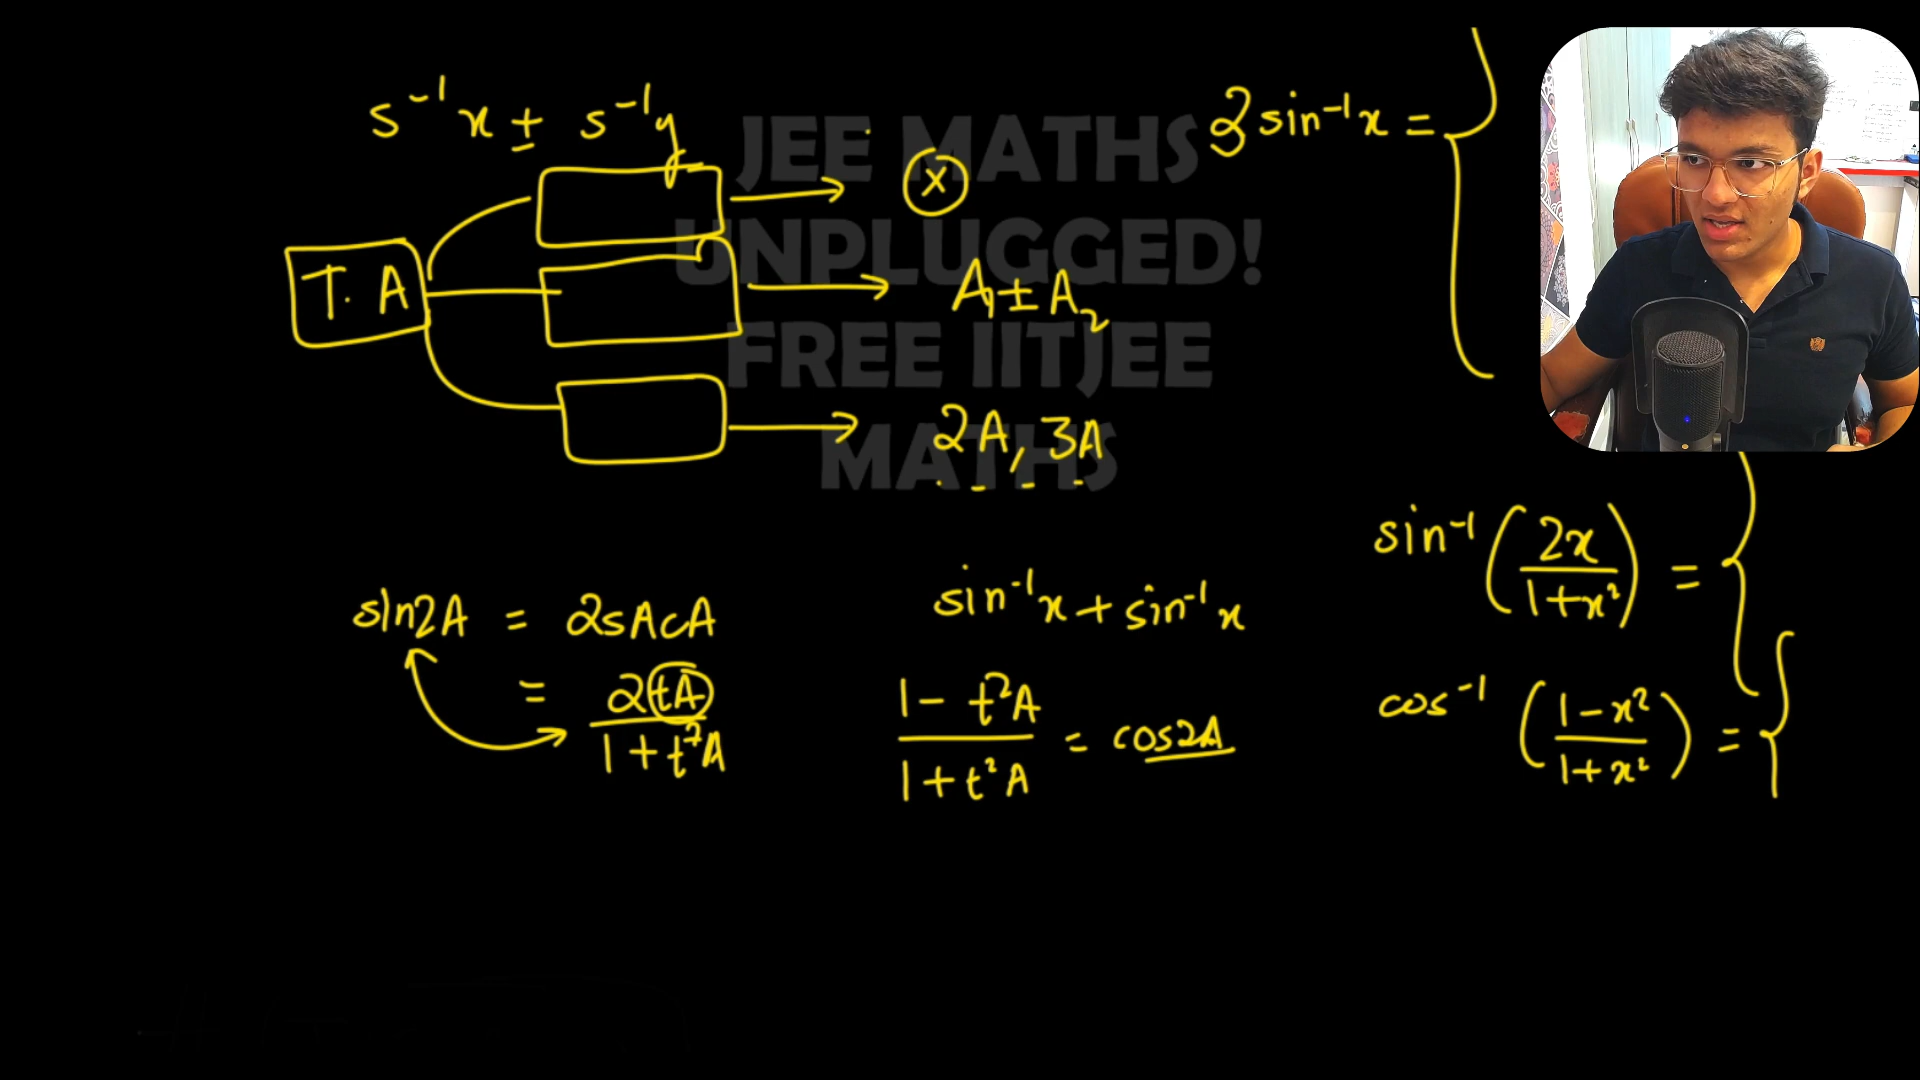 s⁻¹x ± s⁻¹y
T. A
x
A₁ ± A₂
2A, 3A
3 sin⁻¹x =
JEE MATHS
UNPLUGGED!
FREE IITJEE
MATHS
sin2A = 2sAcA
= 2tA / 1+t²A
sin⁻¹x + sin⁻¹x
1 - t²A / 1 + t²A = cos2A
sin⁻¹ (2x / 1+x²) =
cos⁻¹ (1-x² / 1+x²) =